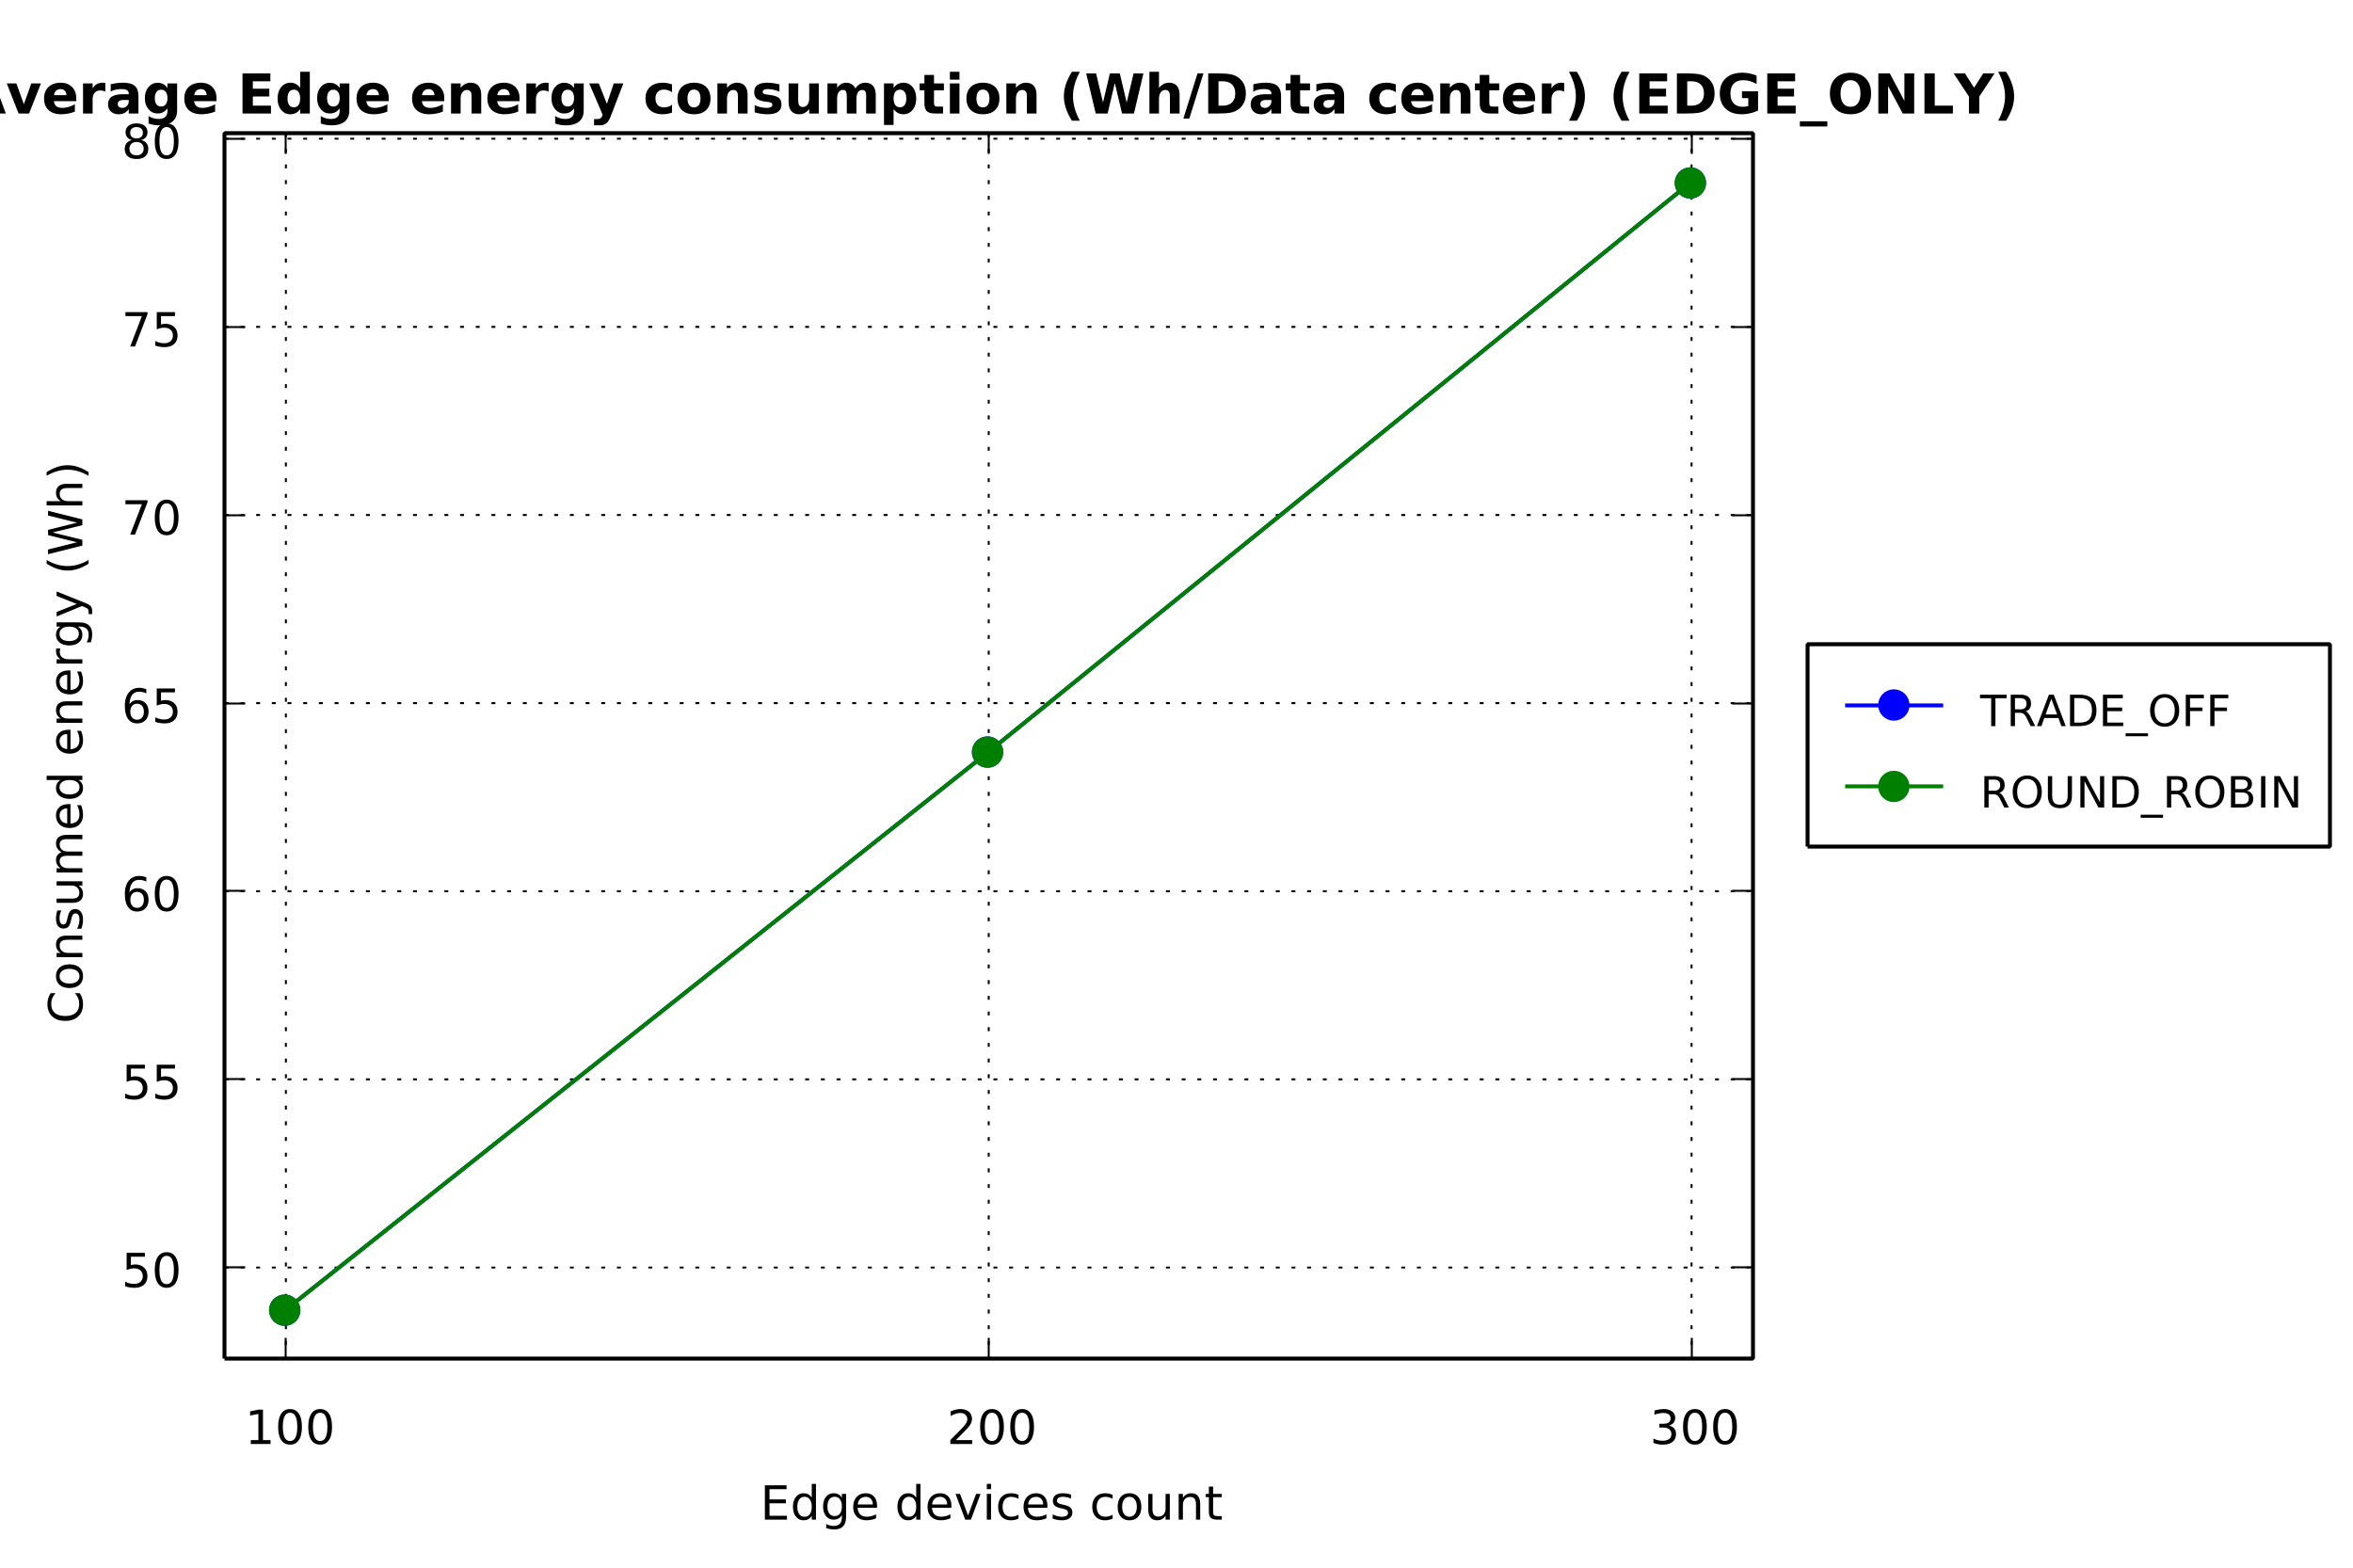 verage Edge energy consumption (Wh/Data center) (EDGE_ONLY)
80
75
70
65
60
55
50
Consumed energy (Wh)
100 200 300
Edge devices count
TRADE_OFF
ROUND_ROBIN